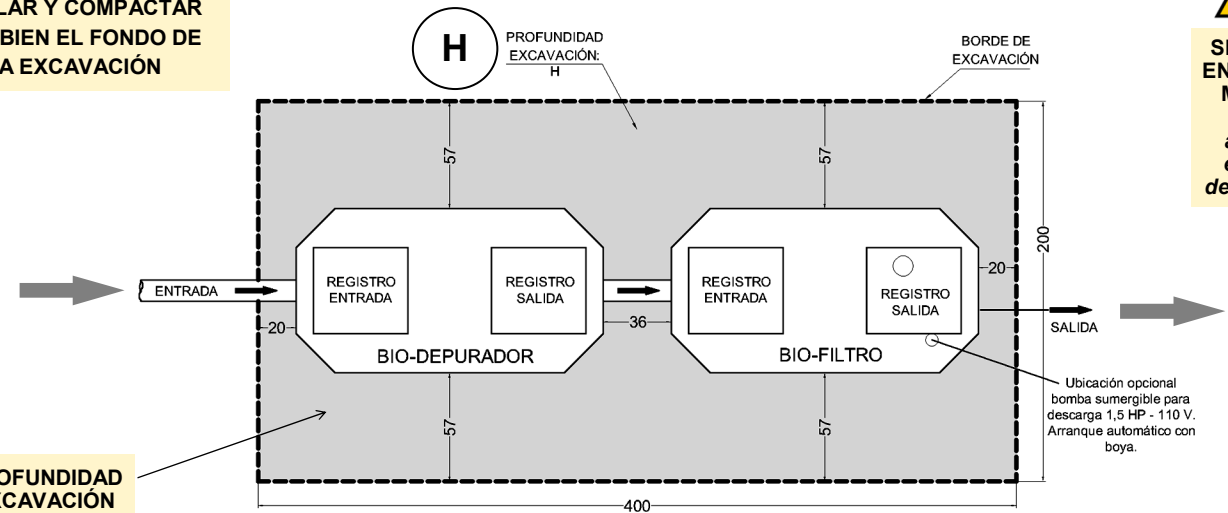 LAR Y COMPACTAR
BIEN EL FONDO DE
A EXCAVACIÓN
H
PROFUNDIDAD
EXCAVACIÓN:
H
BORDE DE
EXCAVACIÓN
57
57
200
20
ENTRADA
REGISTRO
ENTRADA
REGISTRO
SALIDA
REGISTRO
ENTRADA
REGISTRO
SALIDA
20
36
SALIDA
BIO-DEPURADOR
BIO-FILTRO
Ubicación opcional
bomba sumergible para
descarga 1,5 HP - 110 V.
Arranque automático con
boya.
57
57
OFUNDIDAD
XCAVACIÓN
400